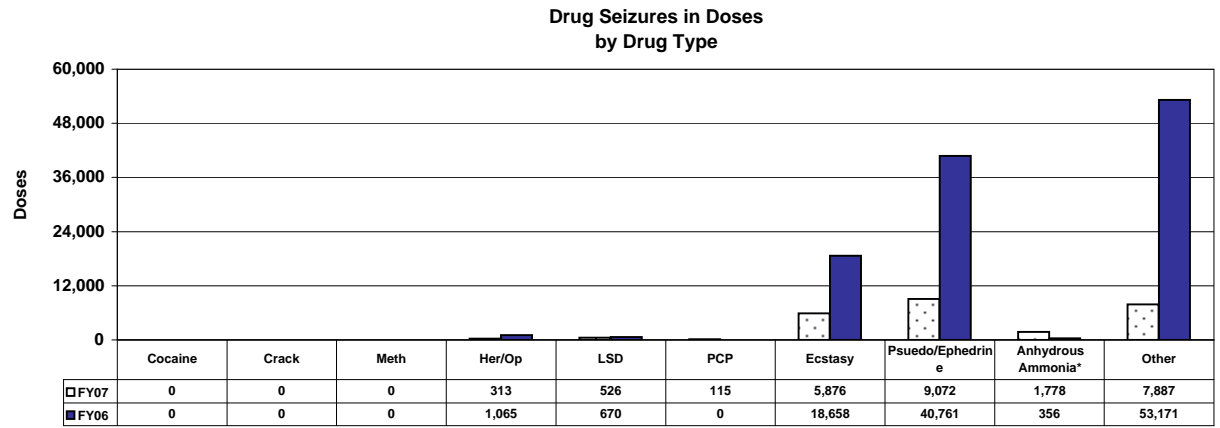 Drug Seizures in Doses
by Drug Type
60,000
48,000
36,000
24,000
12,000
0
Doses
Cocaine Crack Meth Her/Op LSD PCP Ecstasy Psuedo/Ephedrin e Anhydrous Ammonia* Other
FY07 0 0 0 313 526 115 5,876 9,072 1,778 7,887
FY06 0 0 0 1,065 670 0 18,658 40,761 356 53,171